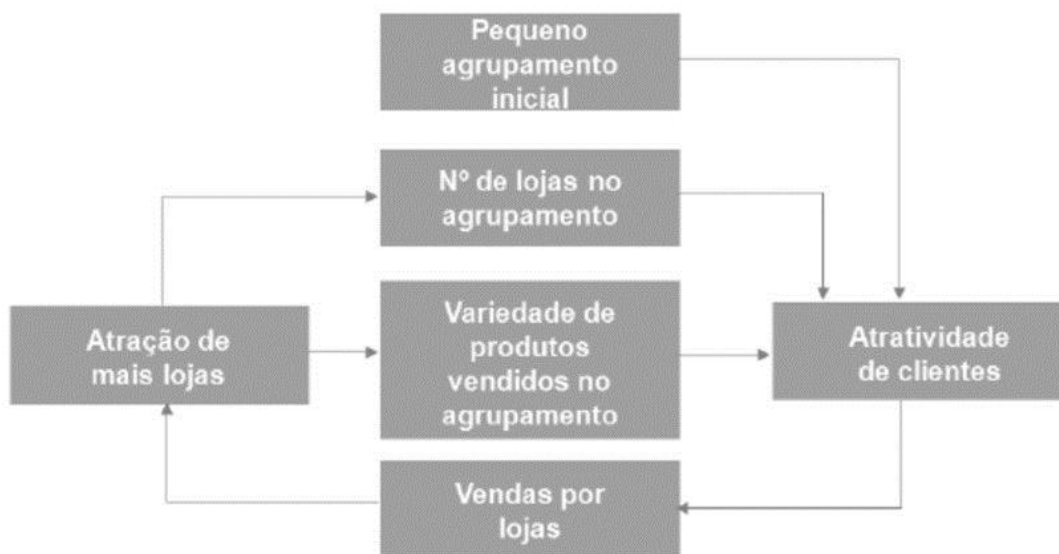 Pequeno
agrupamento
inicial
Nº de lojas no
agrupamento
Atração de
mais lojas
Variedade de
produtos
vendidos no
agrupamento
Atratividade
de clientes
Vendas por
lojas